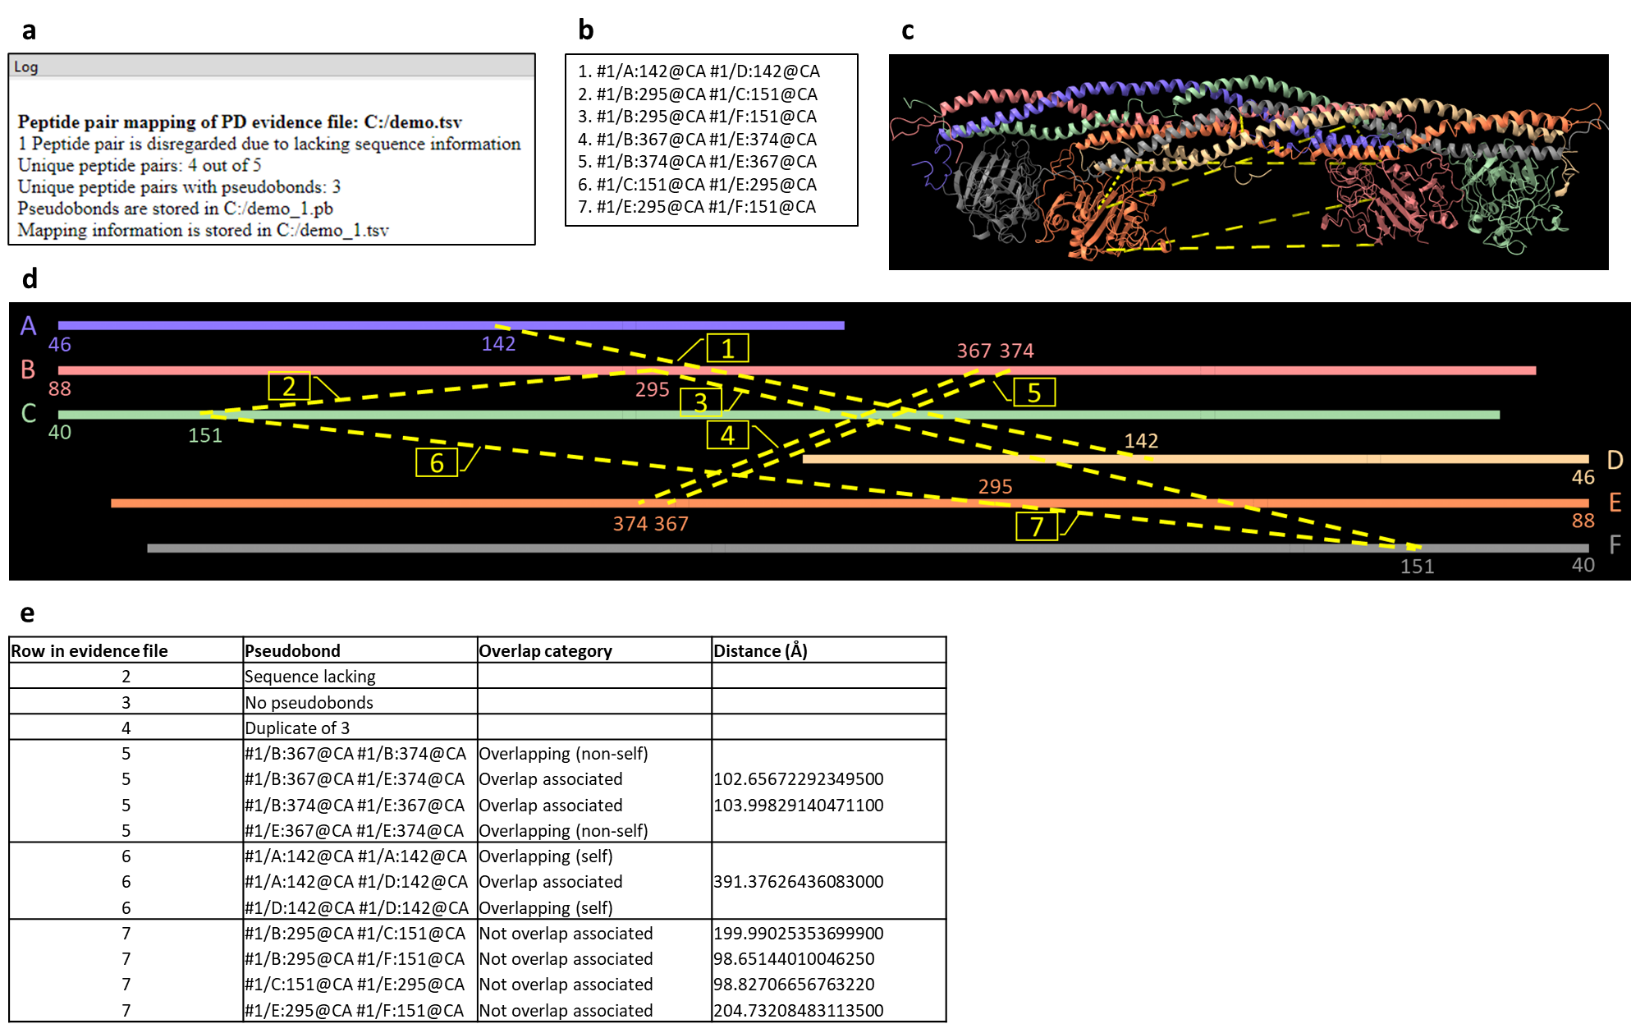 a
Log
Peptide pair mapping of PD evidence file: C:/demo.tsv
1 Peptide pair is disregarded due to lacking sequence information
Unique peptide pairs: 4 out of 5
Unique peptide pairs with pseudobonds: 3
Pseudobonds are stored in C:/demo_1.pb
Mapping information is stored in C:/demo_1.tsv
b
1. #1/A:142@CA #1/D:142@CA
2. #1/B:295@CA #1/C:151@CA
3. #1/B:295@CA #1/F:151@CA
4. #1/B:367@CA #1/E:374@CA
5. #1/B:374@CA #1/E:367@CA
6. #1/C:151@CA #1/E:295@CA
7. #1/E:295@CA #1/F:151@CA
c
d
A
46
142
1
367 374
B
88
2
295
3
5
C
40
151
4
142
6
D
46
295
E
374 367
7
88
F
151
40
e
Row in evidence file Pseudobond Overlap category Distance (Å)
2 Sequence lacking
3 No pseudobonds
4 Duplicate of 3
5 #1/B:367@CA #1/B:374@CA Overlapping (non-self)
5 #1/B:367@CA #1/E:374@CA Overlap associated 102.65672292349500
5 #1/B:374@CA #1/E:367@CA Overlap associated 103.99829140471100
5 #1/E:367@CA #1/E:374@CA Overlapping (non-self)
6 #1/A:142@CA #1/A:142@CA Overlapping (self)
6 #1/A:142@CA #1/D:142@CA Overlap associated 391.37626436083000
6 #1/D:142@CA #1/D:142@CA Overlapping (self)
7 #1/B:295@CA #1/C:151@CA Not overlap associated 199.99025353699900
7 #1/B:295@CA #1/F:151@CA Not overlap associated 98.65144010046250
7 #1/C:151@CA #1/E:295@CA Not overlap associated 98.82706656763220
7 #1/E:295@CA #1/F:151@CA Not overlap associated 204.73208483113500